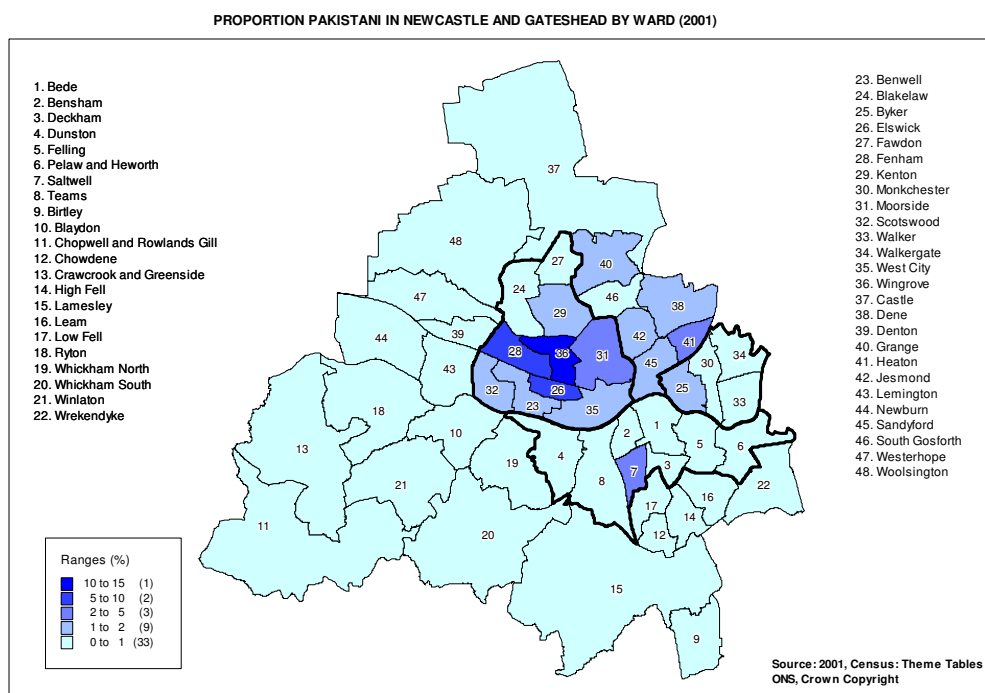 PROPORTION PAKISTANI IN NEWCASTLE AND GATESHEAD BY WARD (2001)
1. Bede
2. Bensham
3. Deckham
4. Dunston
5. Felling
6. Pelaw and Heworth
7. Saltwell
8. Teams
9. Birtley
10. Blaydon
11. Chopwell and Rowlands Gill
12. Chowdene
13. Crawcrook and Greenside
14. High Fell
15. Lamesley
16. Leam
17. Low Fell
18. Ryton
19. Whickham North
20. Whickham South
21. Winlaton
22. Wrekendyke
23. Benwell
24. Blakelaw
25. Byker
26. Elswick
27. Fawdon
28. Fenham
29. Kenton
30. Monkchester
31. Moorside
32. Scotswood
33. Walker
34. Walkergate
35. West City
36. Wingrove
37. Castle
38. Dene
39. Denton
40. Grange
41. Heaton
42. Jesmond
43. Lemington
44. Newburn
45. Sandyford
46. South Gosforth
47. Westerhope
48. Woolsington
37
48
27
40
24
46
47
29
38
39
42
44
41
28
36
31
34
43
45
30
32
26
25
33
23
35
18
10
2
1
5
6
13
19
4
3
7
8
21
22
16
17
14
11
20
12
15
9
Ranges (%)
10 to 15 (1)
5 to 10 (2)
2 to 5 (3)
1 to 2 (9)
0 to 1 (33)
Source: 2001, Census: Theme Tables
ONS, Crown Copyright